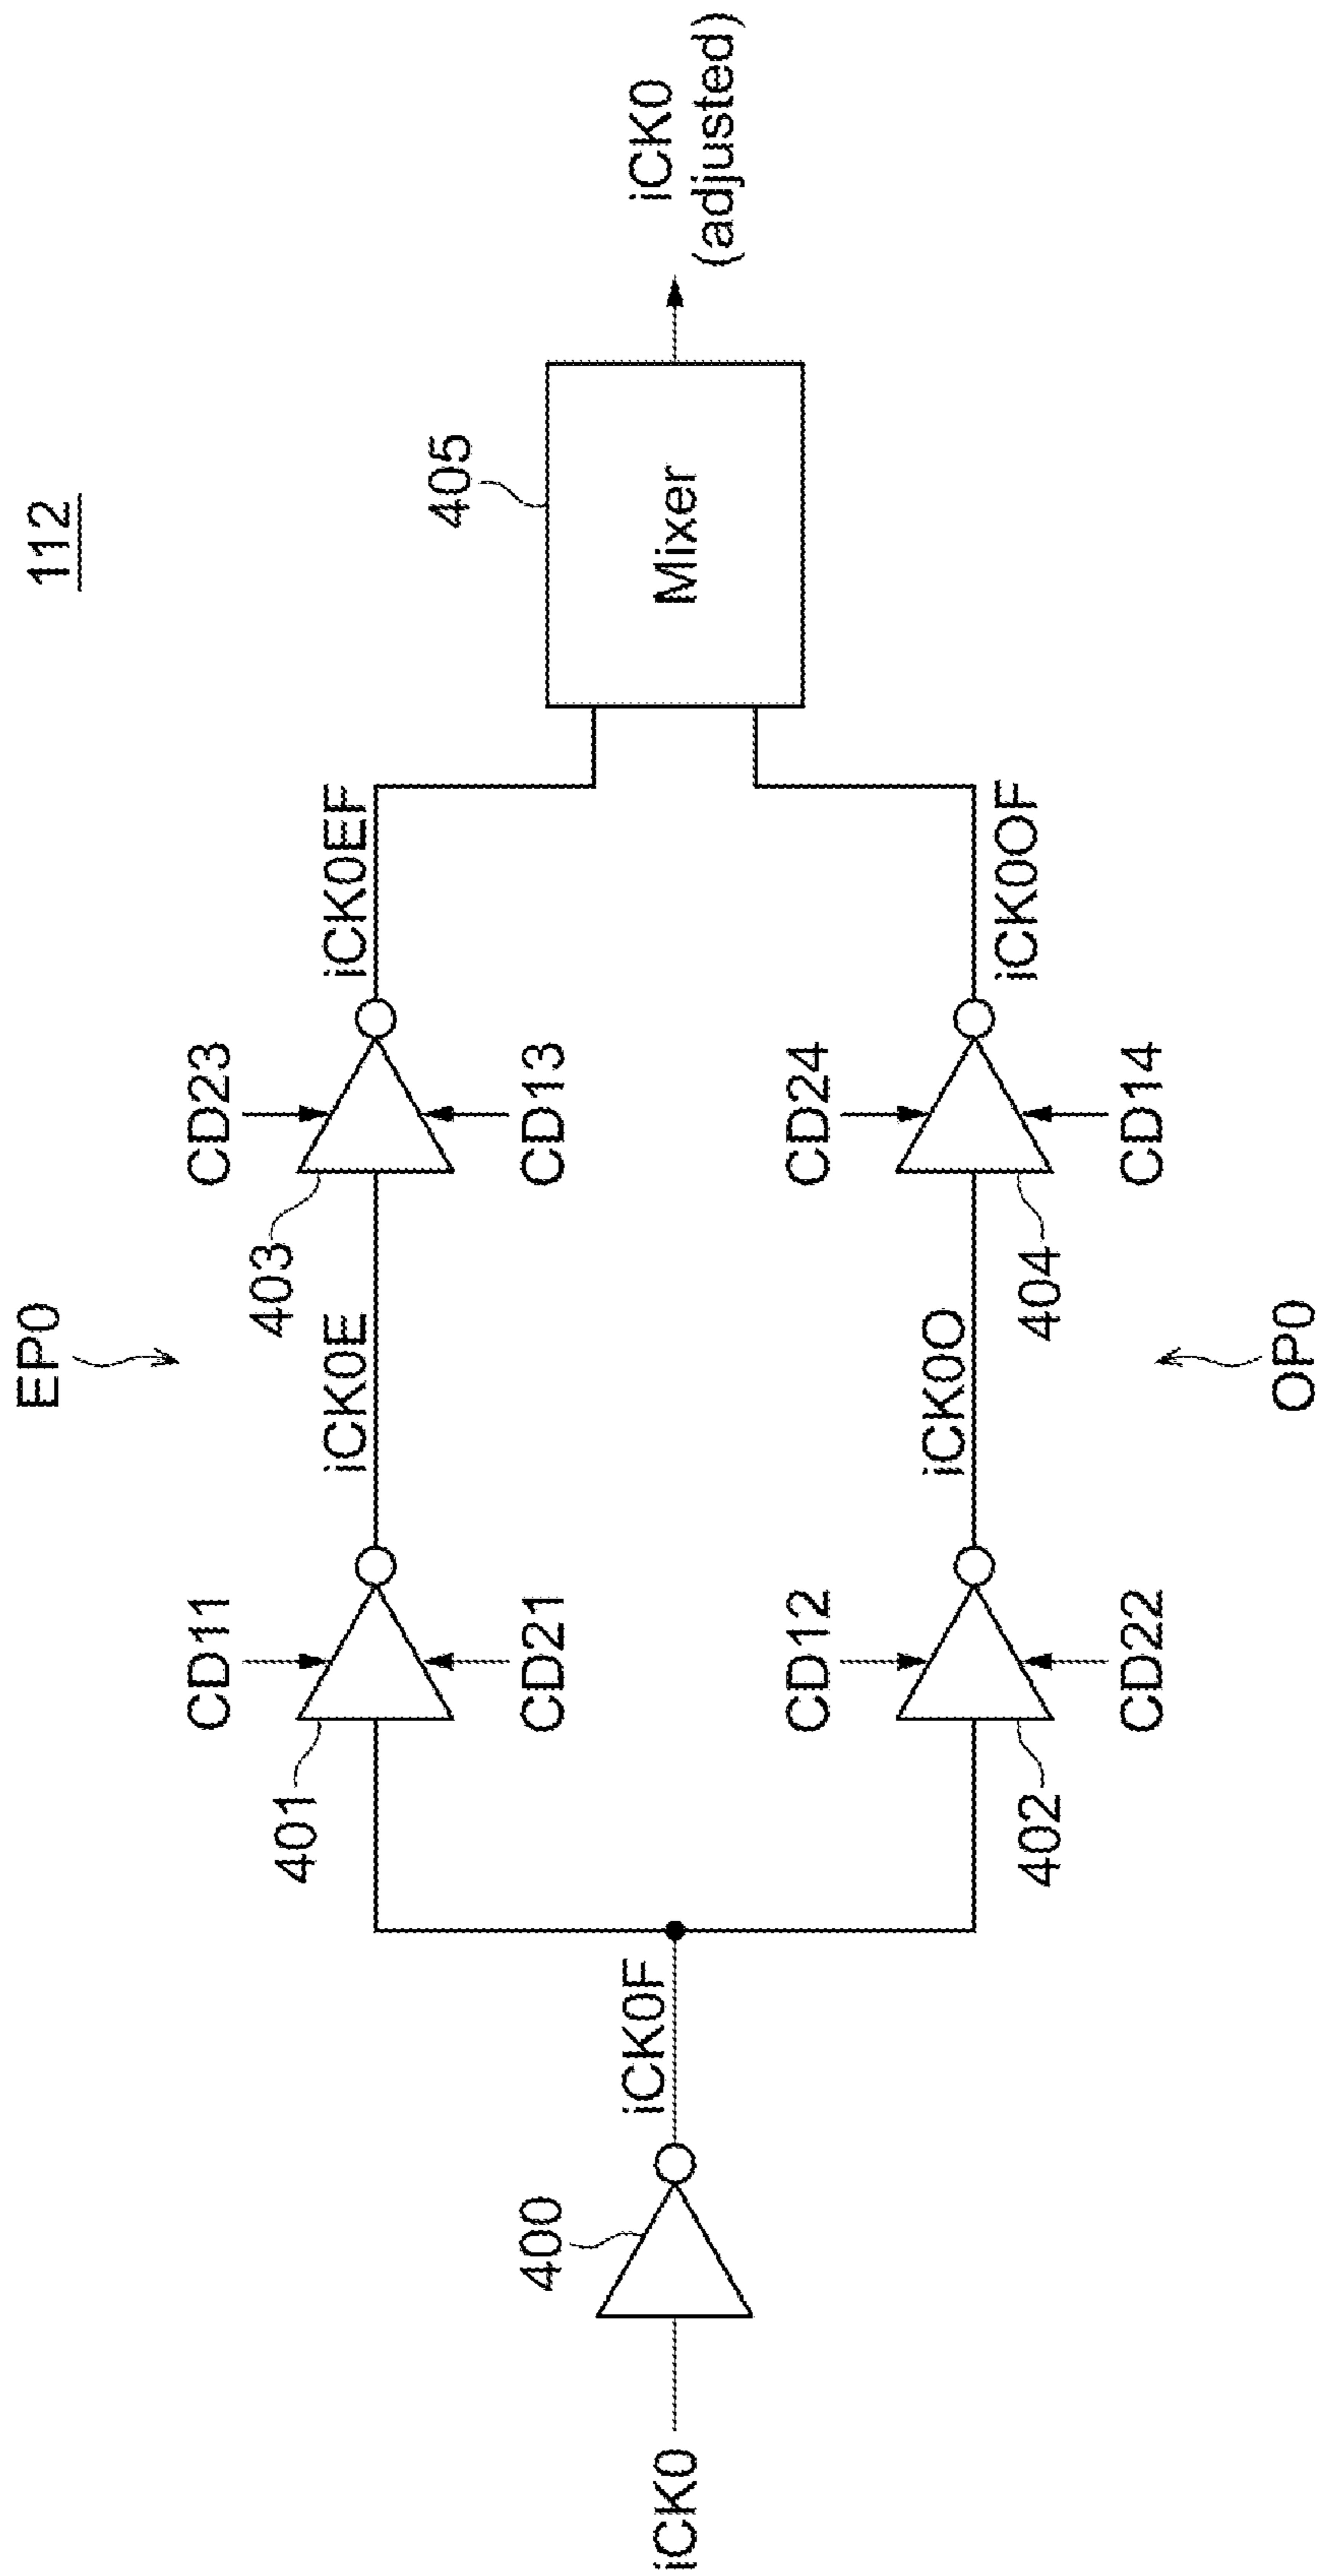 112
EP0
CD11
CD23
401
iCK0E
403
iCK0EF
CD21
CD13
405
iCK0
400
iCK0F
Mixer
iCK0
(adjusted)
CD12
CD24
iCK0O
iCK0OF
402
404
CD22
CD14
OP0